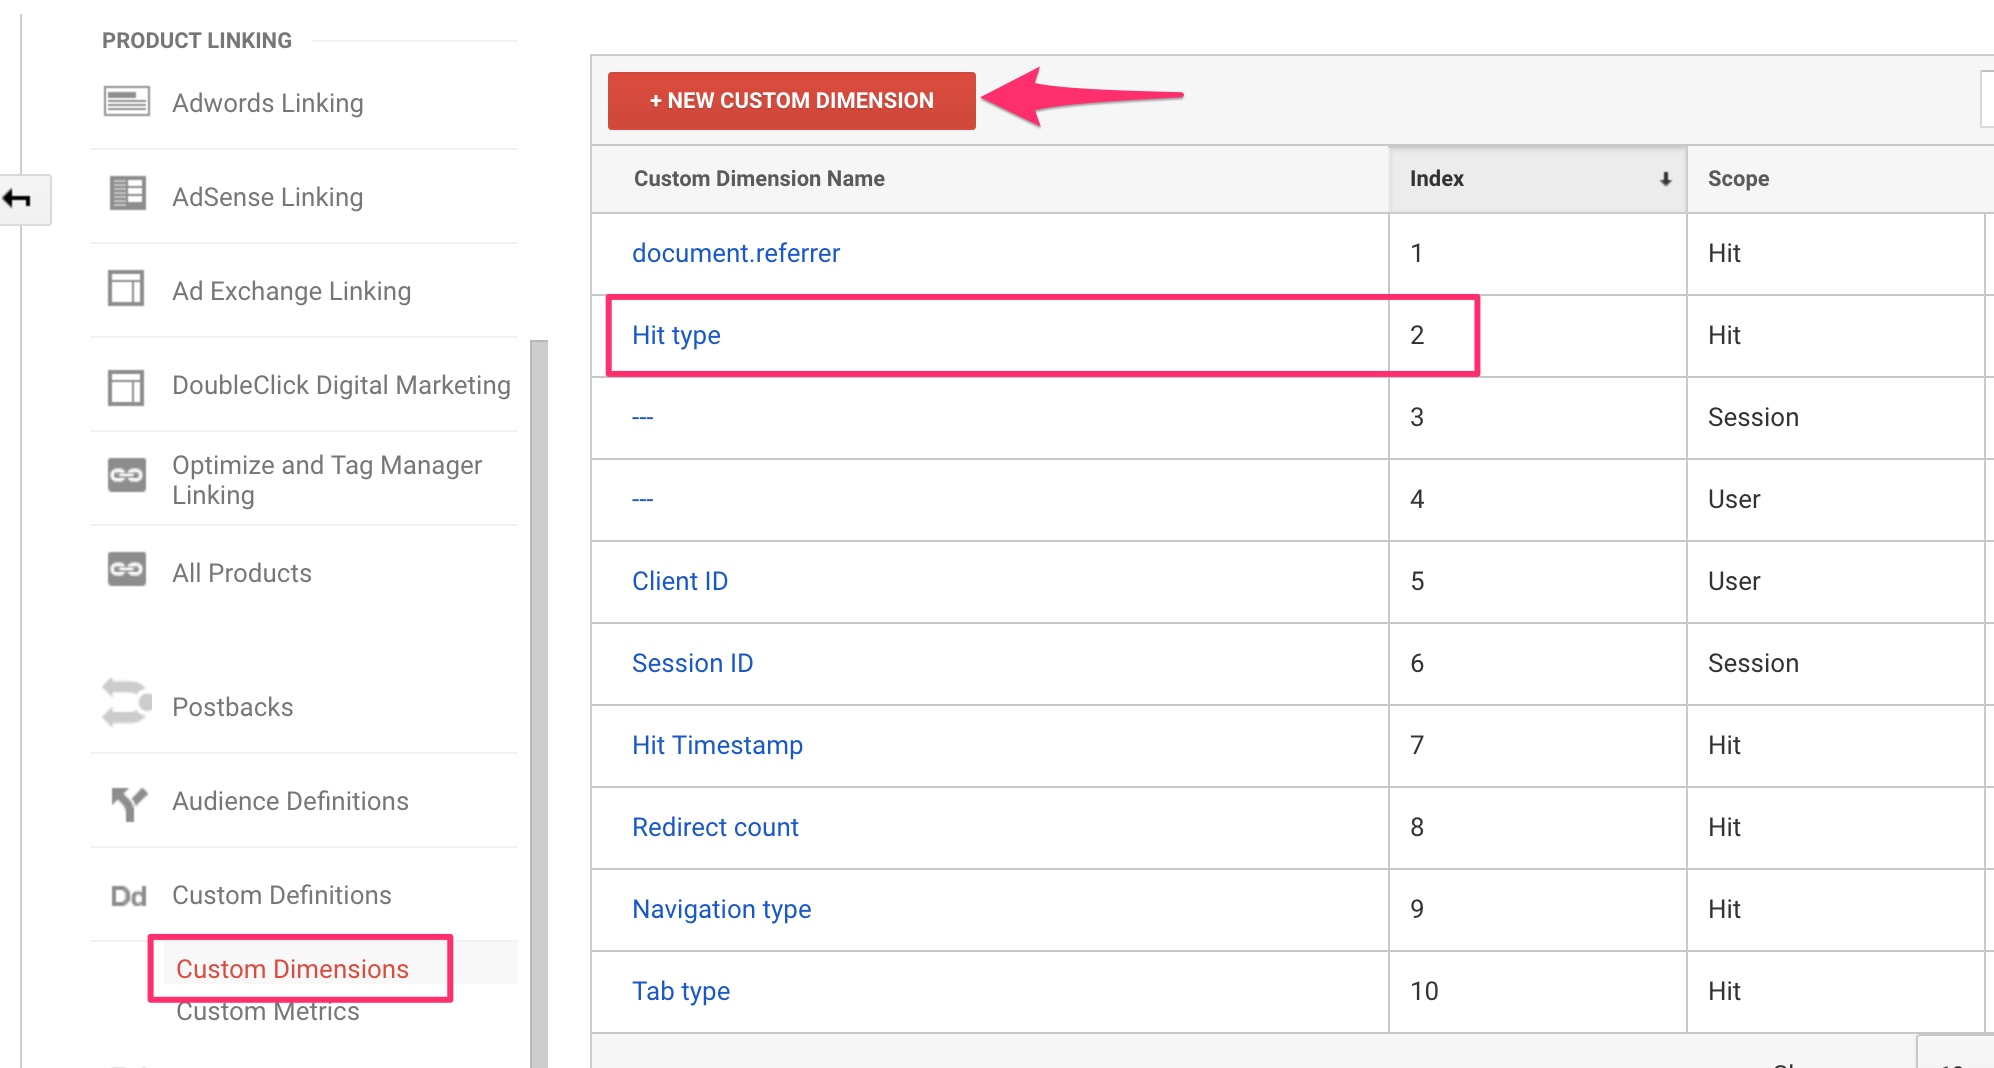 PRODUCT LINKING
Adwords Linking
AdSense Linking
Ad Exchange Linking
DoubleClick Digital Marketing
Optimize and Tag Manager
Linking
All Products
Postbacks
Audience Definitions
Dd Custom Definitions
Custom Dimensions
Custom Metrics
+ NEW CUSTOM DIMENSION
Custom Dimension Name Index Scope
document.referrer 1 Hit
Hit type 2 Hit
--- 3 Session
--- 4 User
Client ID 5 User
Session ID 6 Session
Hit Timestamp 7 Hit
Redirect count 8 Hit
Navigation type 9 Hit
Tab type 10 Hit